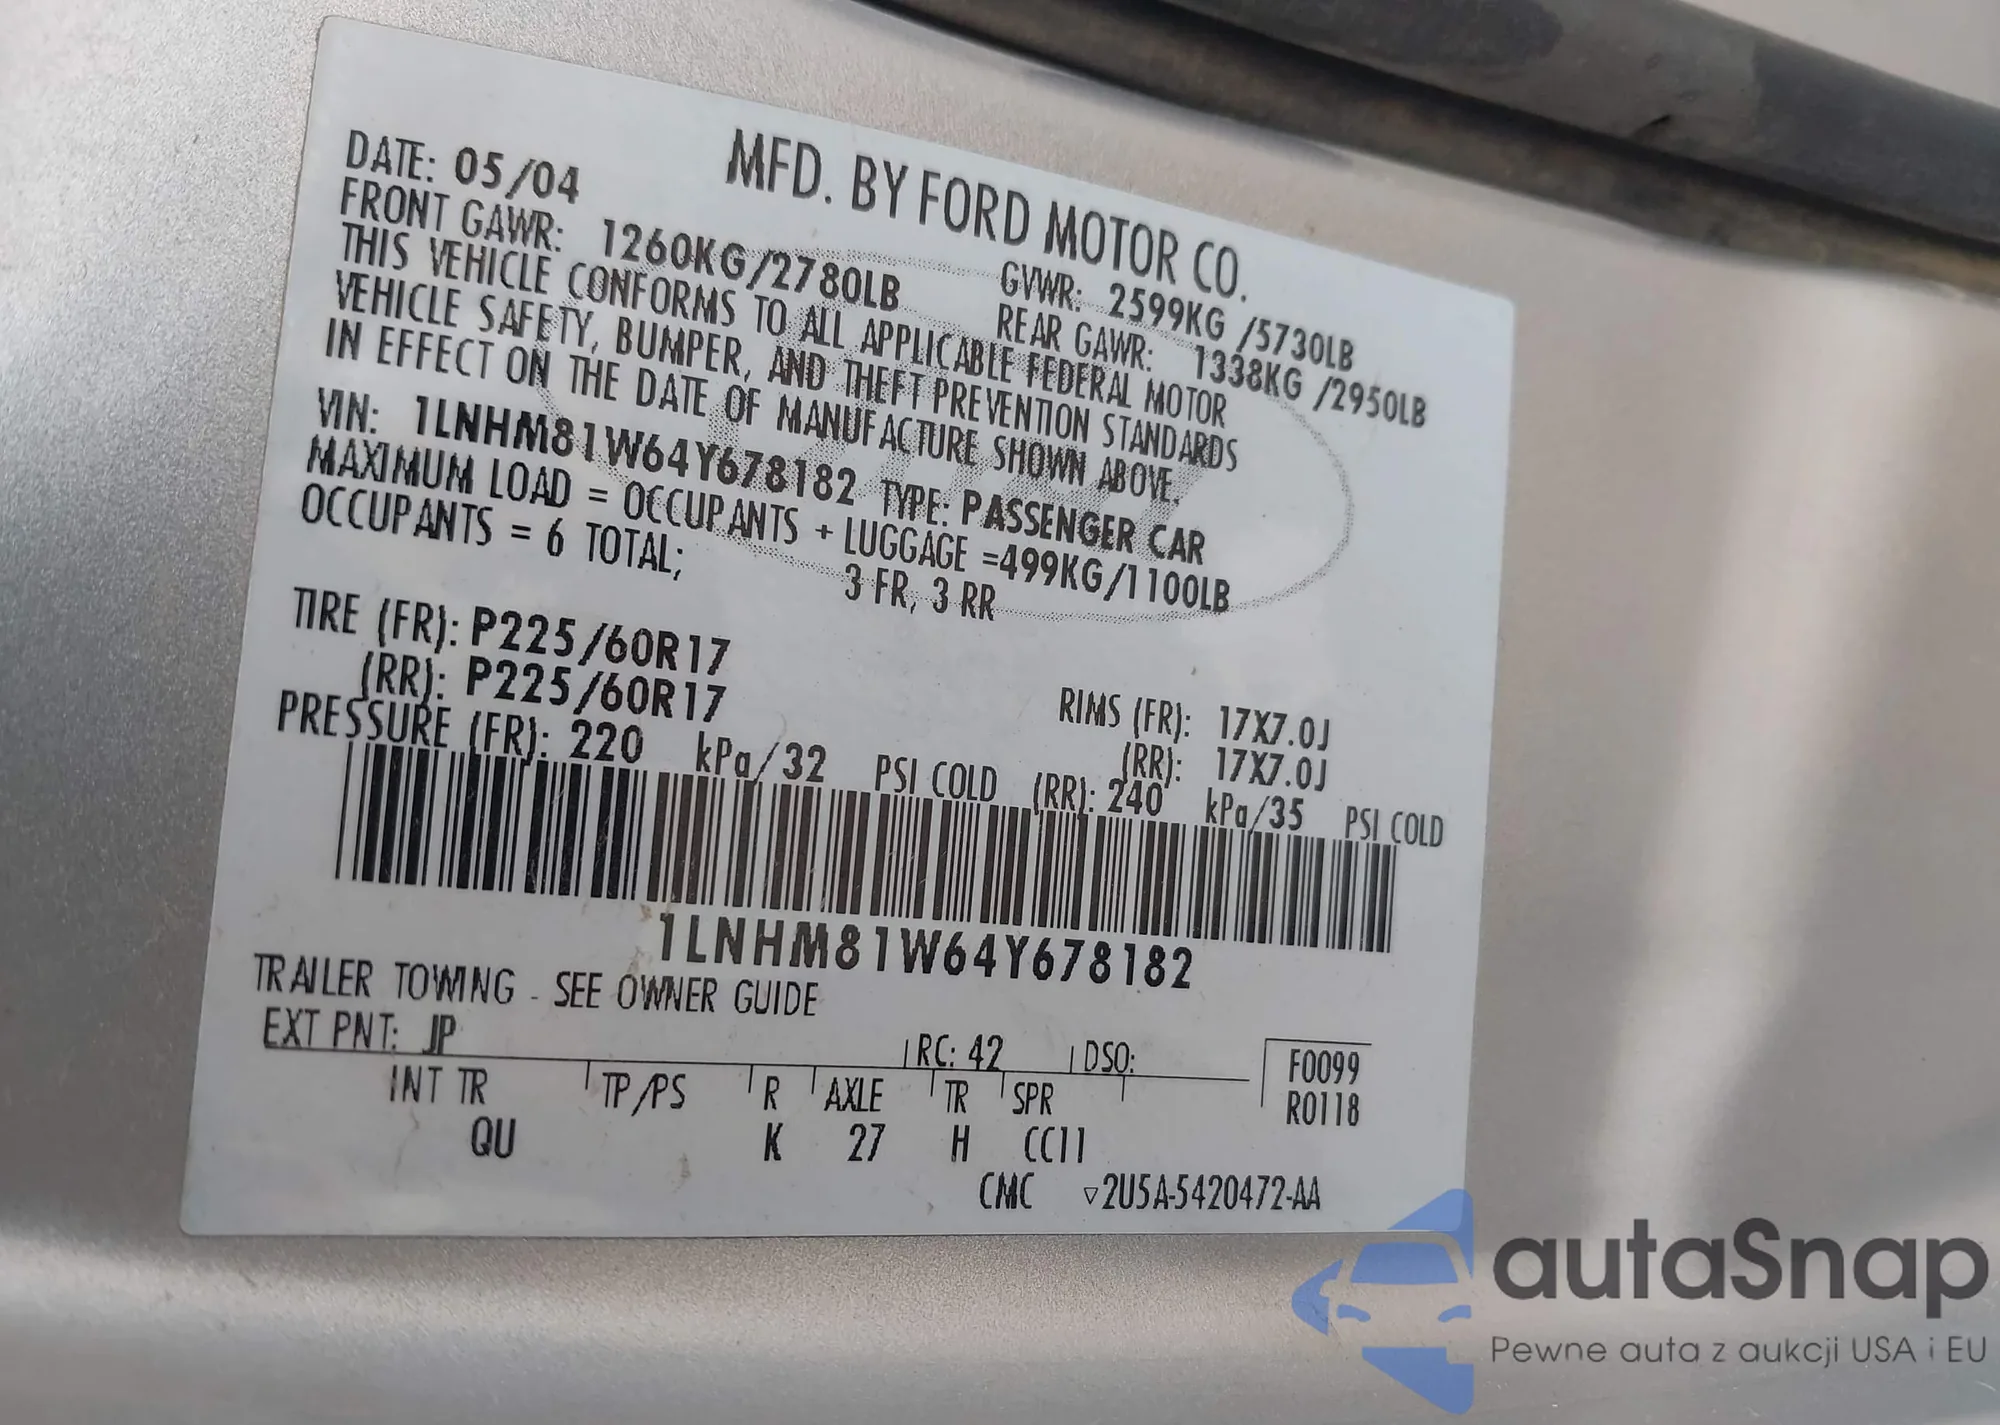 MFD. BY FORD MOTOR CO.
DATE: 05/04
GVWR: 2599KG /5730LB
FRONT GAWR: 1260KG/2780LB
REAR GAWR: 1338KG /2950LB
THIS VEHICLE CONFORMS TO ALL APPLICABLE FEDERAL MOTOR
VEHICLE SAFETY, BUMPER, AND THEFT PREVENTION STANDARDS
IN EFFECT ON THE DATE OF MANUFACTURE SHOWN ABOVE.
VIN: 1LNHM81W64Y678182 TYPE: PASSENGER CAR
MAXIMUM LOAD = OCCUPANTS + LUGGAGE =499KG/1100LB
OCCUPANTS = 6 TOTAL; 3 FR, 3 RR
TIRE (FR): P225/60R17 RIMS (FR): 17X7.0J
(RR): P225/60R17 (RR): 17X7.0J
PRESSURE (FR): 220 kPa/32 PSI COLD (RR): 240 kPa/35 PSI COLD
1LNHM81W64Y678182
TRAILER TOWING - SEE OWNER GUIDE
EXT PNT: JP RC: 42 DSO: F0099
R0118
INT TR TP/PS R AXLE TR SPR
QU K 27 H CC11
CMC ▽2U5A-5420472-AA
autaSnap
Pewne auta z aukcji USA i EU